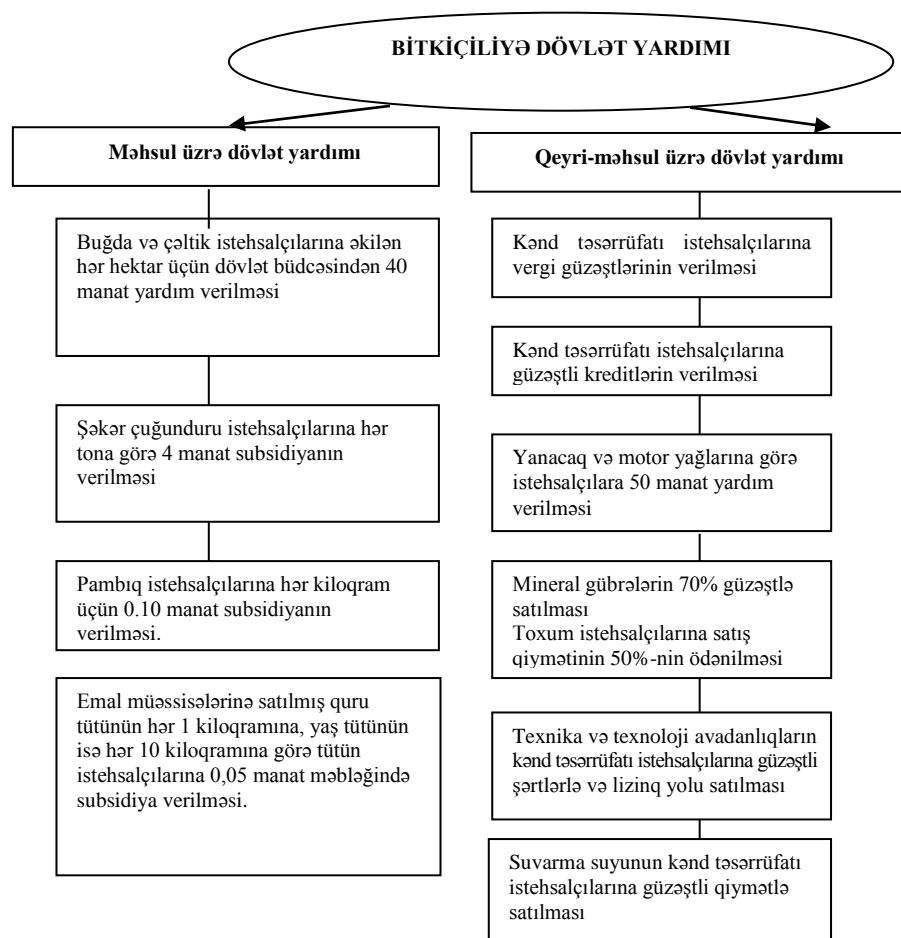 BİTKİÇİLİYƏ DÖVLƏT YARDIMI
Məhsul üzrə dövlət yardımı
Buğda və çəltik istehsalçılarına əkilən
hər hektar üçün dövlət büdcəsindən 40
manat yardım verilməsi
Şəkər çuğunduru istehsalçılarına hər
tona görə 4 manat subsidiyanın
verilməsi
Pambıq istehsalçılarına hər kiloqram
üçün 0.10 manat subsidiyanın
verilməsi.
Emal müəssisələrinə satılmış quru
tütünün hər 1 kiloqramına, yaş tütünün
isə hər 10 kiloqramına görə tütün
istehsalçılarına 0,05 manat məbləğində
subsidiya verilməsi.
Qeyri-məhsul üzrə dövlət yardımı
Kənd təsərrüfatı istehsalçılarına
vergi güzəştlərinin verilməsi
Kənd təsərrüfatı istehsalçılarına
güzəştli kreditlərin verilməsi
Yanacaq və motor yağlarına görə
istehsalçılara 50 manat yardım
verilməsi
Mineral gübrələrin 70% güzəştlə
satılması
Toxum istehsalçılarına satış
qiymətinin 50%-nin ödənilməsi
Texnika və texnoloji avadanlıqların
kənd təsərrüfatı istehsalçılarına güzəştli
şərtlərlə və lizinq yolu satılması
Suvarma suyunun kənd təsərrüfatı
istehsalçılarına güzəştli qiymətlə
satılması